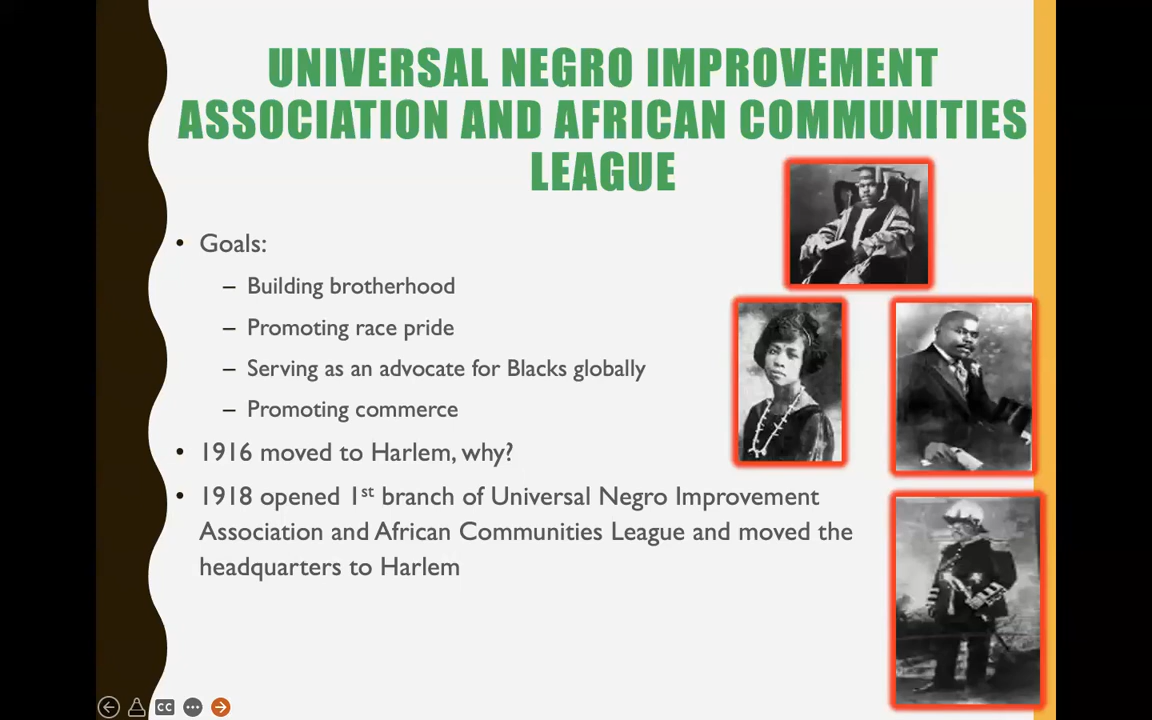 UNIVERSAL NEGRO IMPROVEMENT
ASSOCIATION AND AFRICAN COMMUNITIES
LEAGUE
• Goals:
– Building brotherhood
– Promoting race pride
– Serving as an advocate for Blacks globally
– Promoting commerce
• 1916 moved to Harlem, why?
• 1918 opened 1st branch of Universal Negro Improvement
Association and African Communities League and moved the
headquarters to Harlem
CC